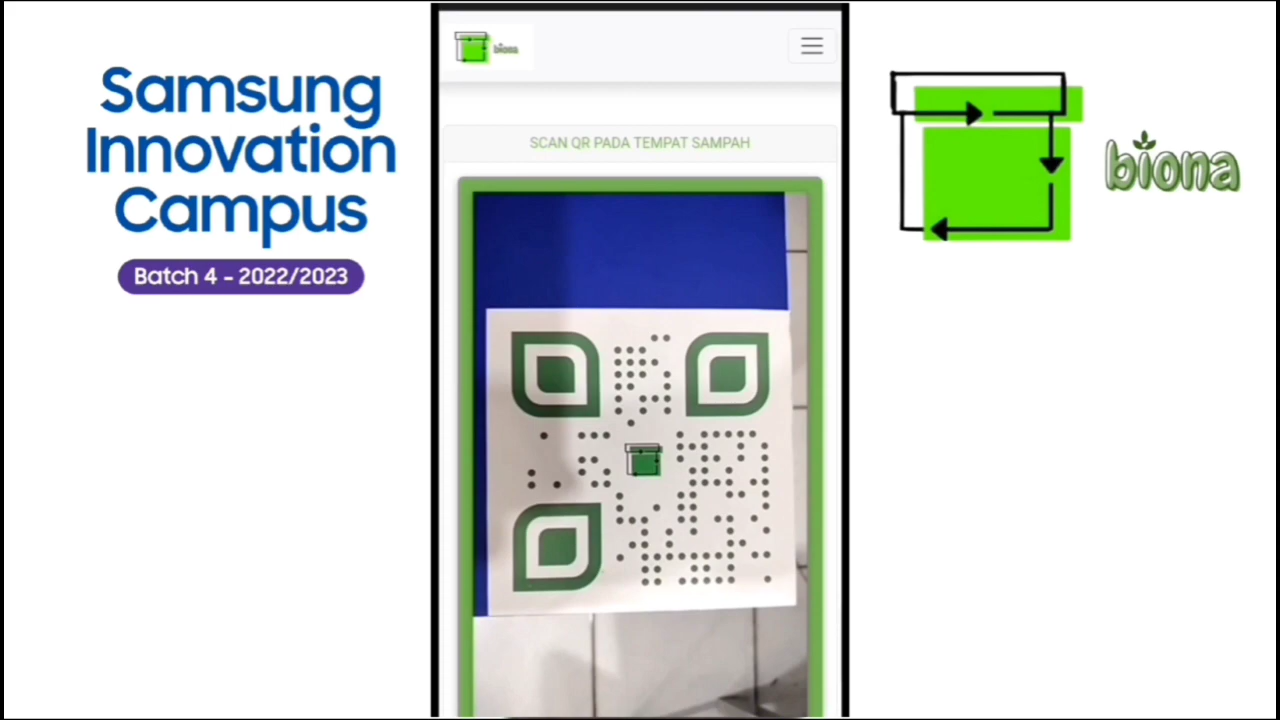 Samsung
Innovation
Campus
Batch 4 - 2022/2023
biona
SCAN QR PADA TEMPAT SAMPAH
biona